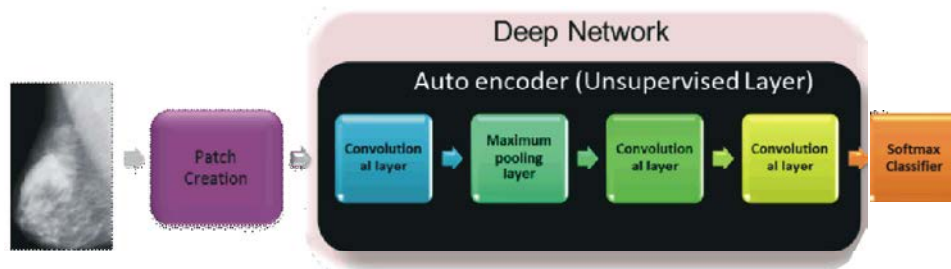 Deep Network
Auto encoder (Unsupervised Layer)
Patch
Creation
Convolution
al layer
Maximum
pooling
layer
Convolution
al layer
Convolution
al layer
Softmax
Classifier